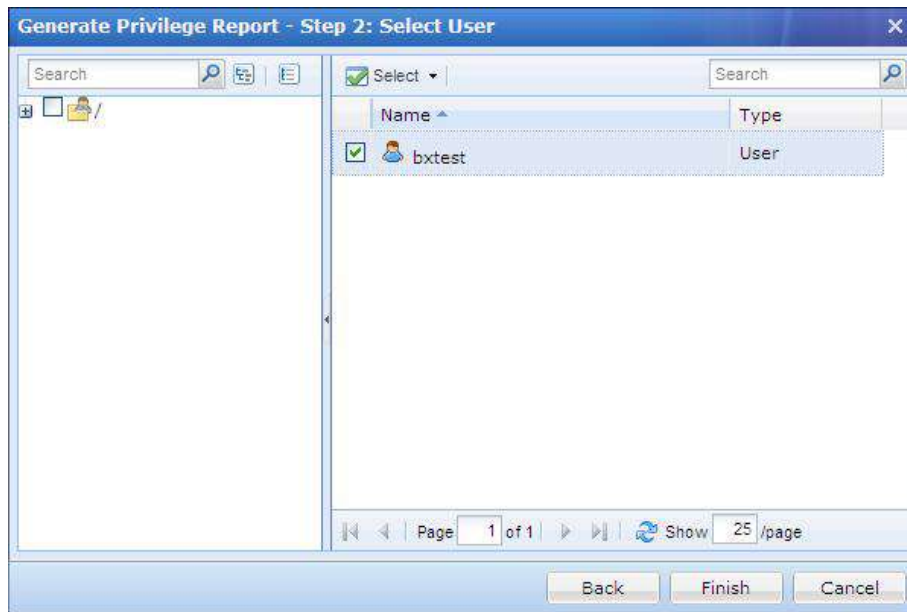 Generate Privilege Report - Step 2: Select User
Search
/
Select
Search
Name
Type
bxtest
User
Page 1 of 1
Show 25 /page
Back
Finish
Cancel